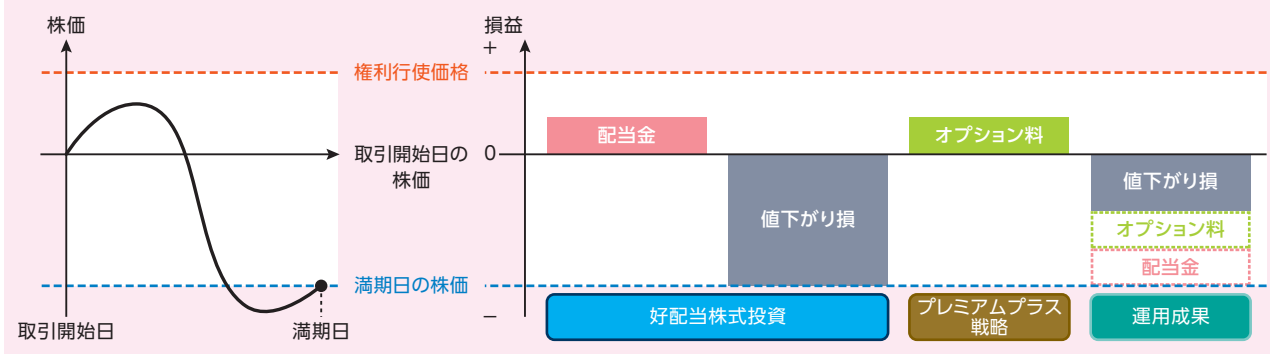 株価
権利行使価格
取引開始日の
株価
満期日の株価
取引開始日
満期日
損益
+
0
−
配当金
値下がり損
オプション料
値下がり損
オプション料
配当金
好配当株式投資
プレミアムプラス
戦略
運用成果